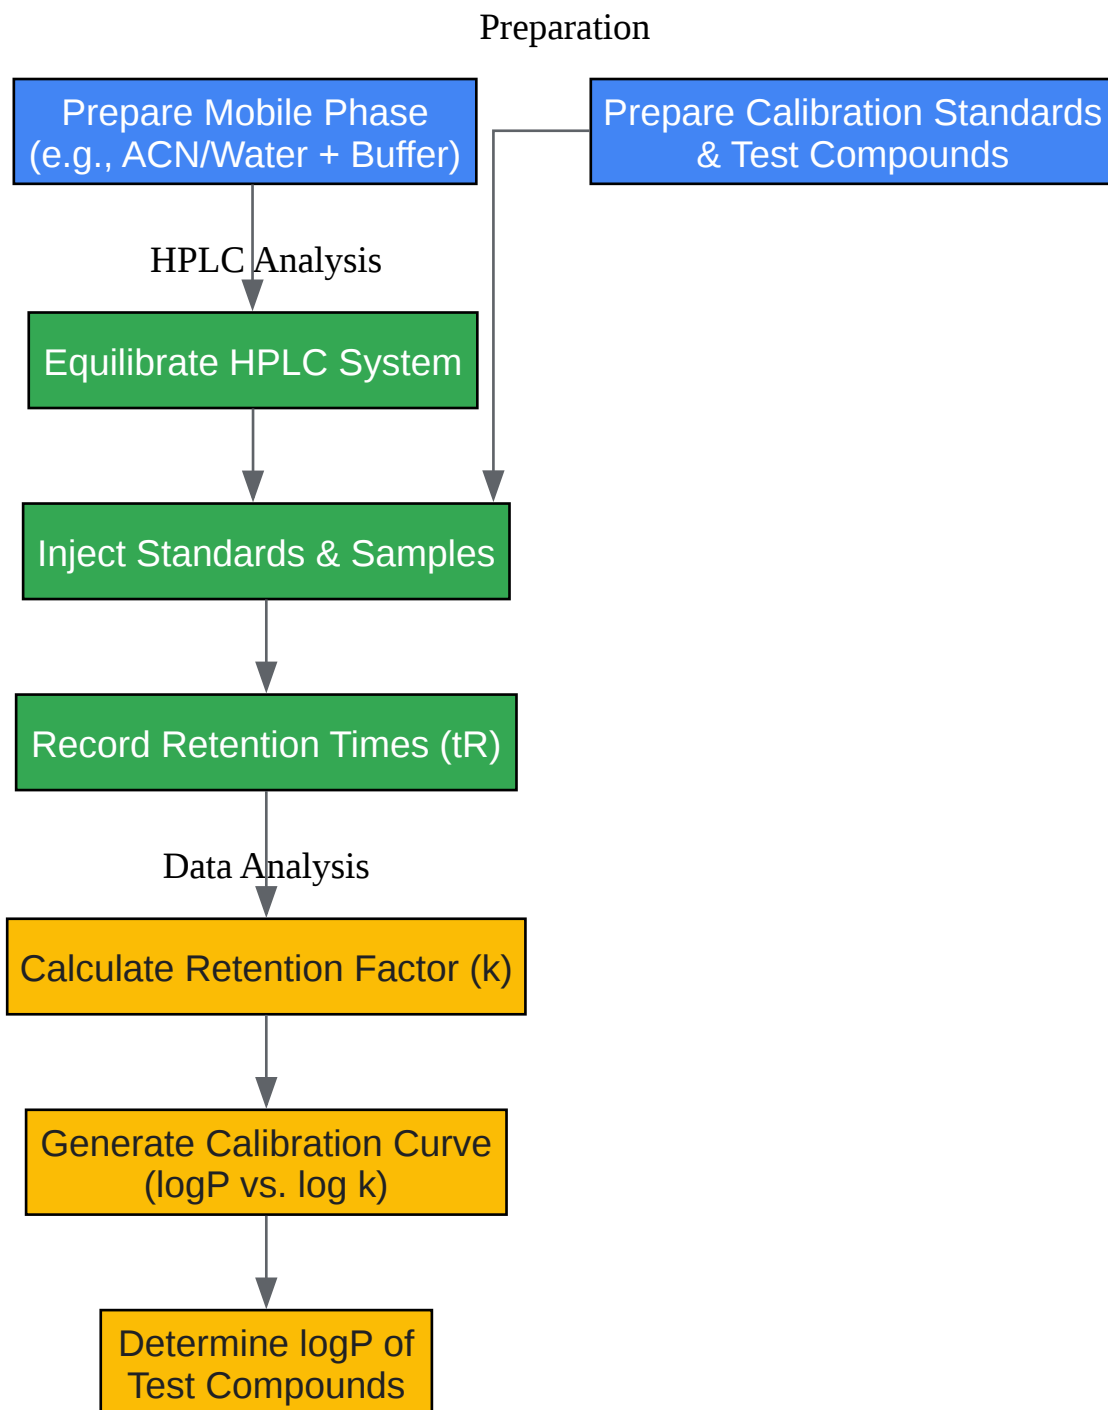 Preparation
Prepare Mobile Phase
(e.g., ACN/Water + Buffer)
Prepare Calibration Standards
& Test Compounds
HPLC Analysis
Equilibrate HPLC System
Inject Standards & Samples
Record Retention Times (tR)
Data Analysis
Calculate Retention Factor (k)
Generate Calibration Curve
(logP vs. log k)
Determine logP of
Test Compounds